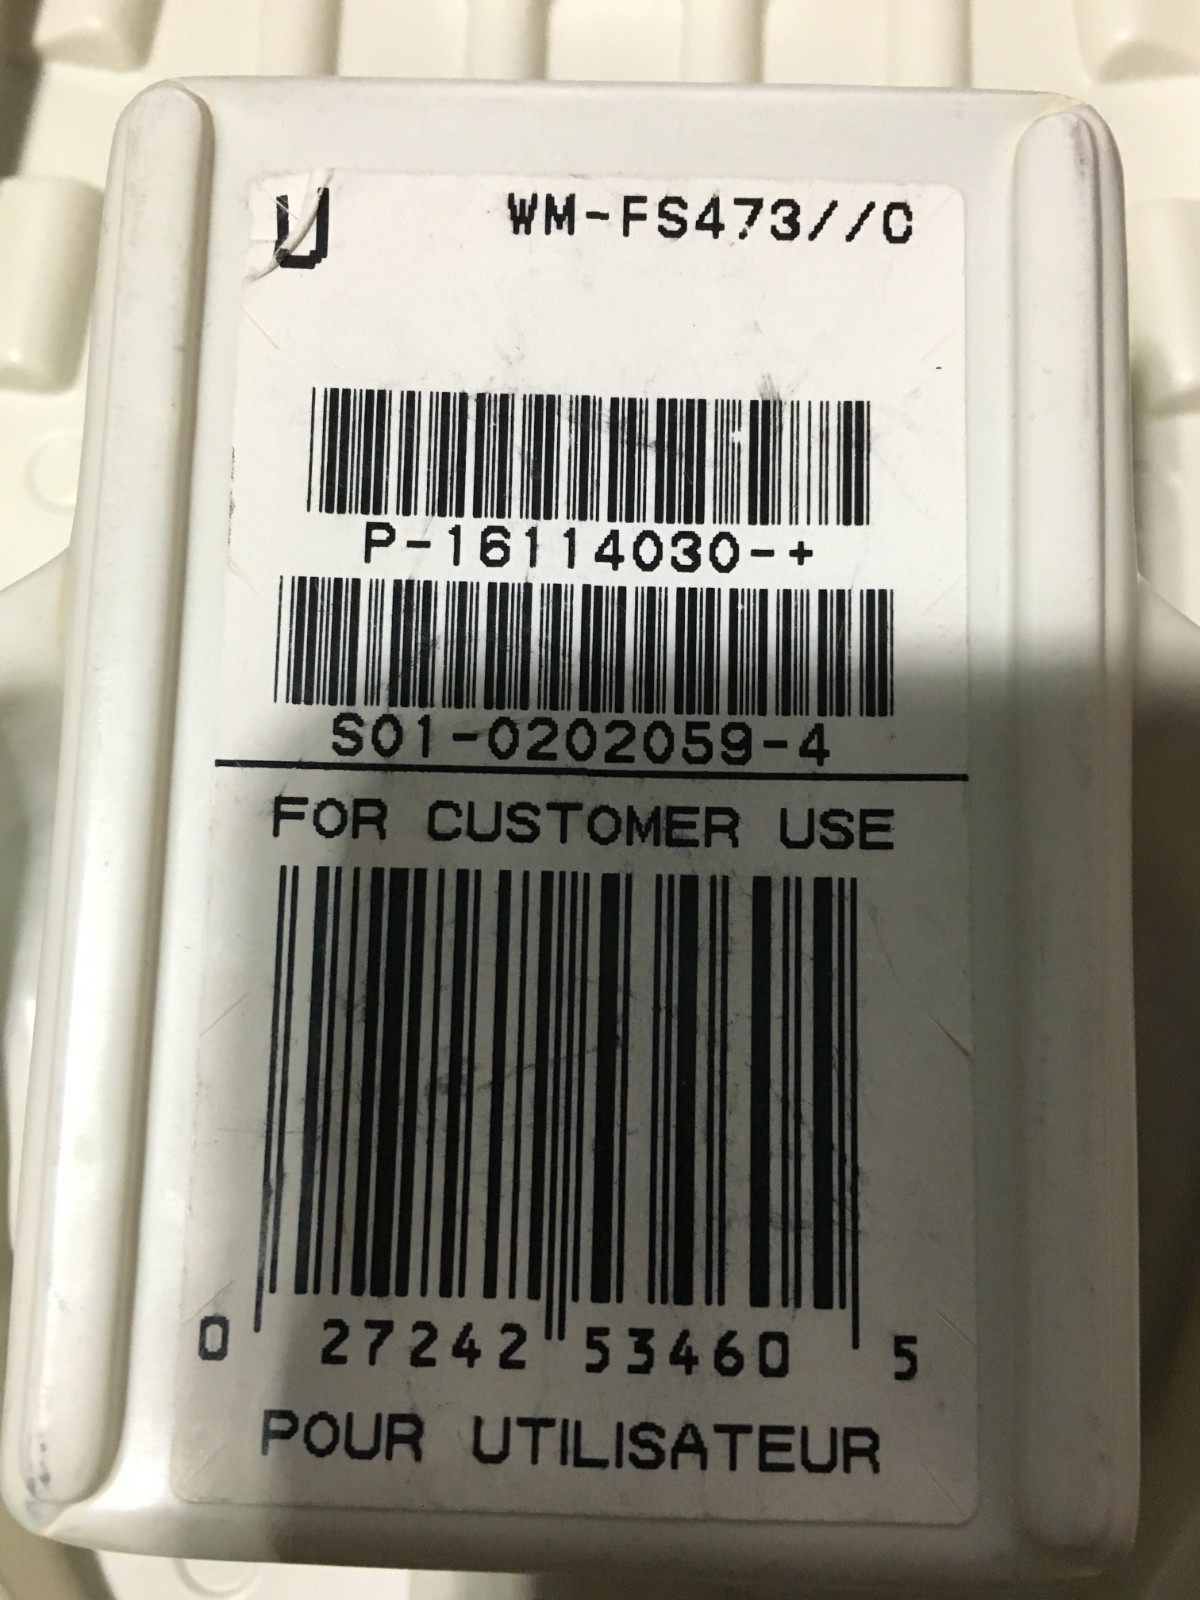 U WM-FS473//C
P-16114030-+
S01-0202059-4
FOR CUSTOMER USE
0 27242 53460 5
POUR UTILISATEUR